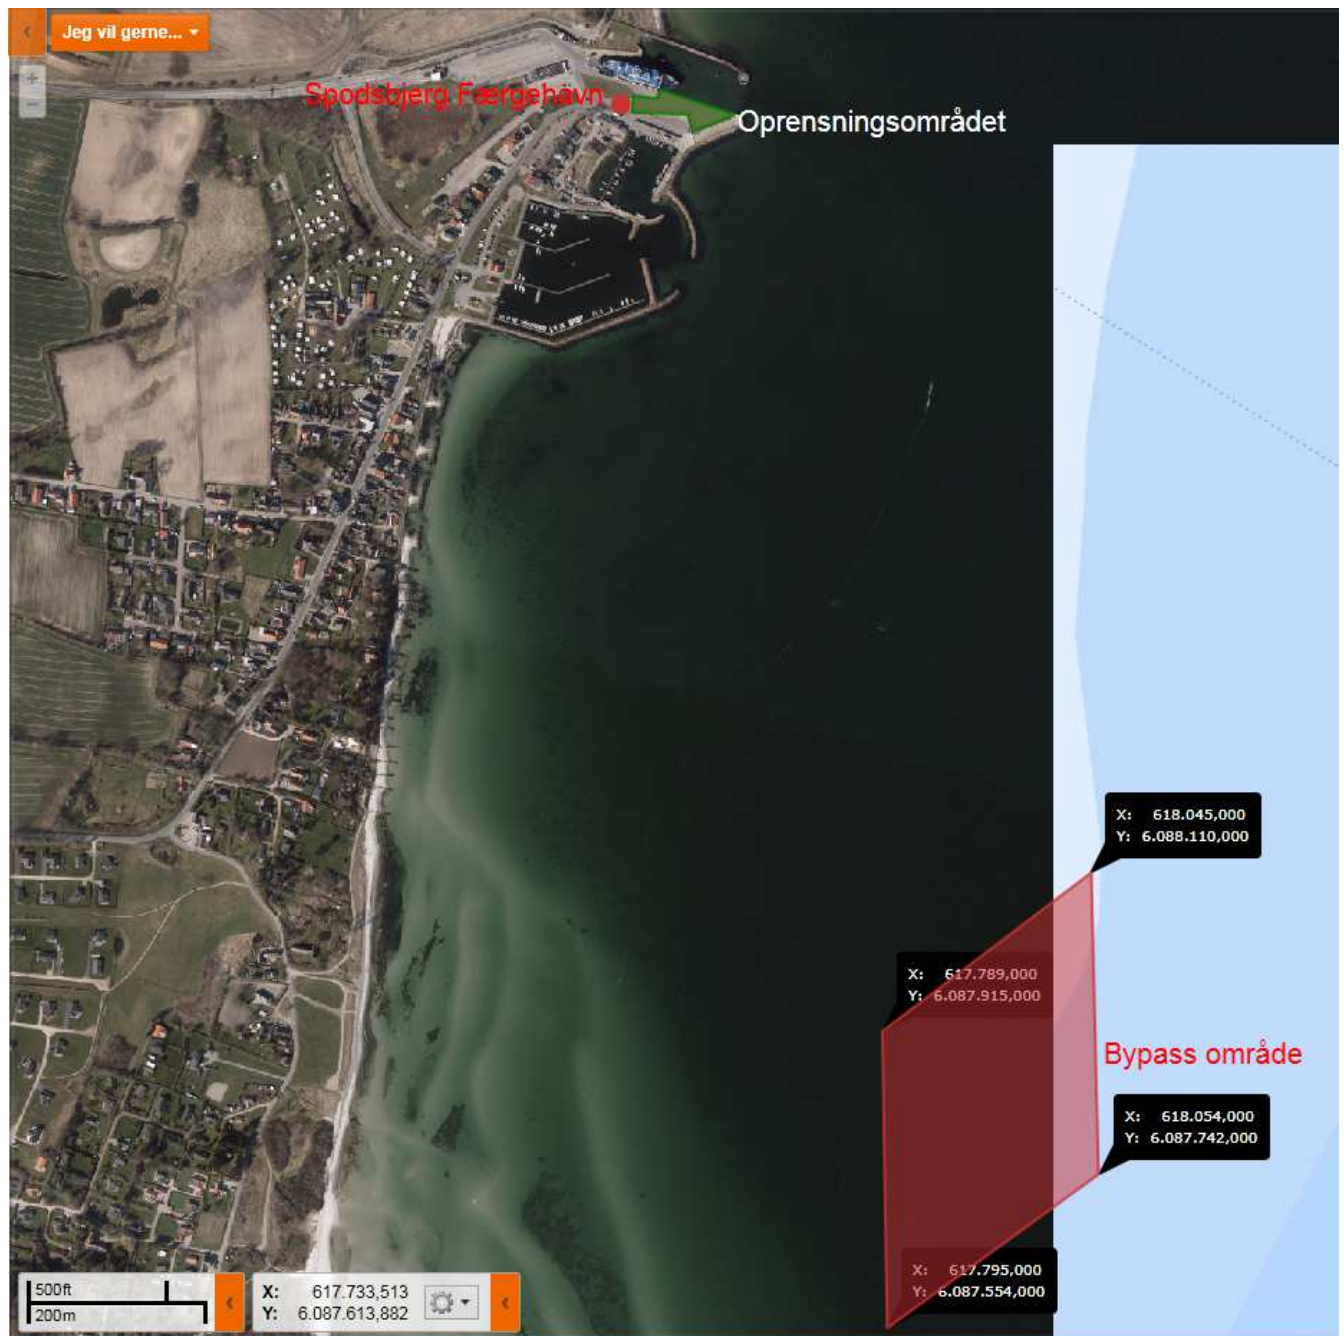 Jeg vil gerne...
Spodsbjerg Færgehavn
Oprensningsområdet
X: 618.045,000
Y: 6.088.110,000
X: 617.789,000
Y: 6.087.915,000
Bypass område
X: 618.054,000
Y: 6.087.742,000
X: 617.795,000
Y: 6.087.554,000
500ft
200m
X: 617.733,513
Y: 6.087.613,882